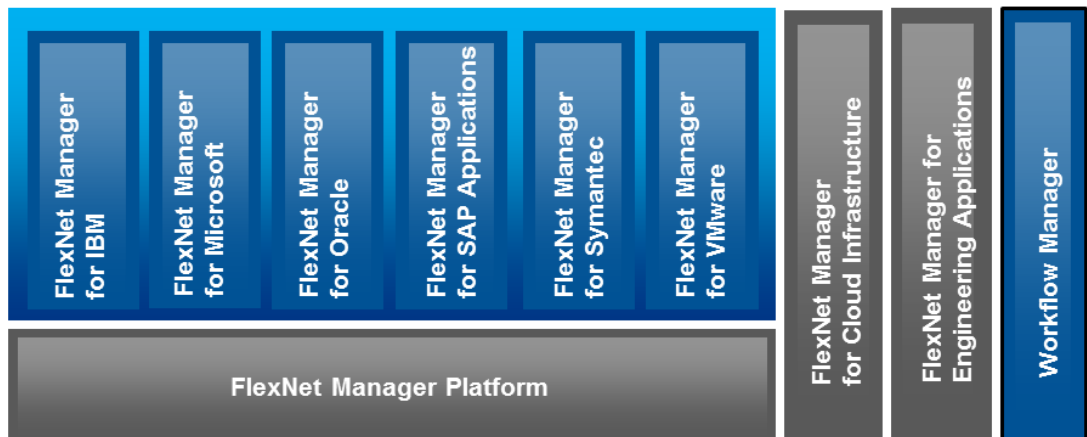 FlexNet Manager
for IBM
FlexNet Manager
for Microsoft
FlexNet Manager
for Oracle
FlexNet Manager
for SAP Applications
FlexNet Manager
for Symantec
FlexNet Manager
for VMware
FlexNet Manager
for Cloud Infrastructure
FlexNet Manager for
Engineering Applications
Workflow Manager
FlexNet Manager Platform